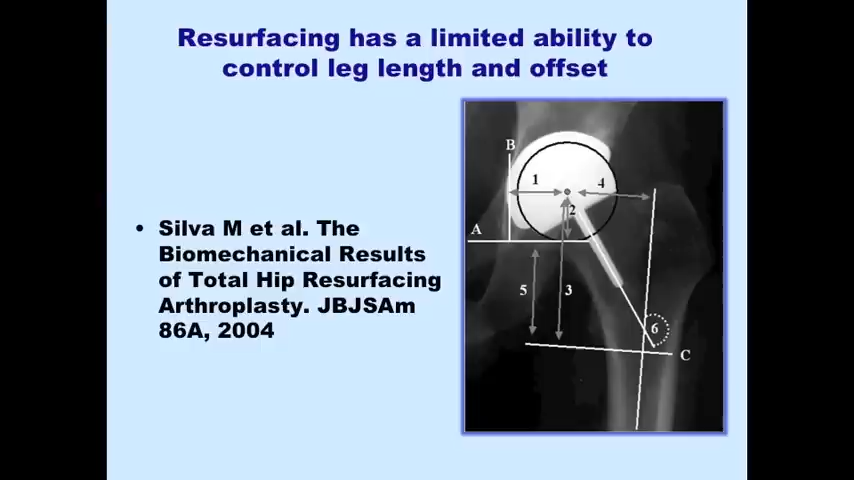 Resurfacing has a limited ability to
control leg length and offset
• Silva M et al. The
Biomechanical Results
of Total Hip Resurfacing
Arthroplasty. JBJSAm
86A, 2004
B
1
4
2
A
5
3
6
C